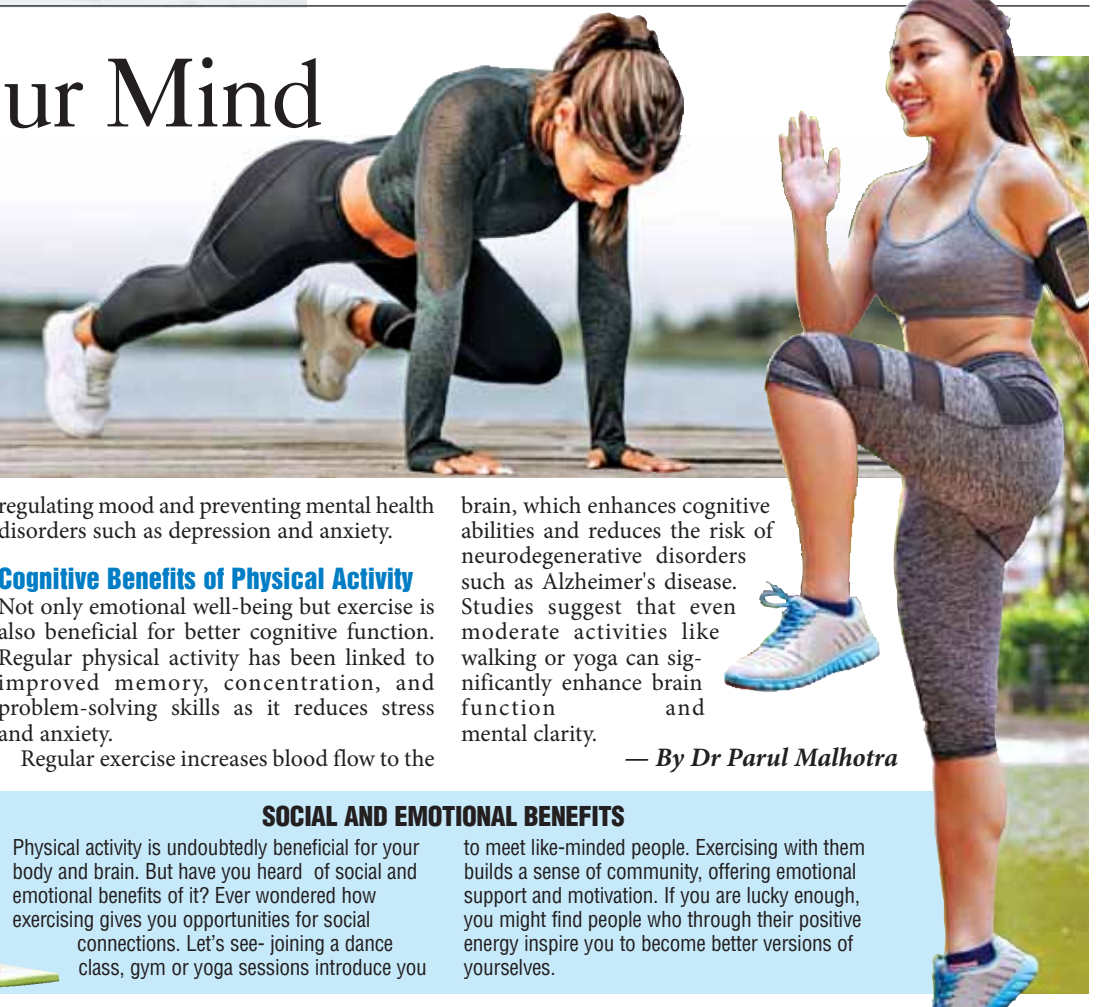 ur Mind
regulating mood and preventing mental health
disorders such as depression and anxiety.
Cognitive Benefits of Physical Activity
Not only emotional well-being but exercise is
also beneficial for better cognitive function.
Regular physical activity has been linked to
improved memory, concentration, and
problem-solving skills as it reduces stress
and anxiety.
Regular exercise increases blood flow to the
brain, which enhances cognitive
abilities and reduces the risk of
neurodegenerative disorders
such as Alzheimer's disease.
Studies suggest that even
moderate activities like
walking or yoga can sig-
nificantly enhance brain
function and
mental clarity.
— By Dr Parul Malhotra
SOCIAL AND EMOTIONAL BENEFITS
Physical activity is undoubtedly beneficial for your
body and brain. But have you heard of social and
emotional benefits of it? Ever wondered how
exercising gives you opportunities for social
connections. Let's see- joining a dance
class, gym or yoga sessions introduce you
to meet like-minded people. Exercising with them
builds a sense of community, offering emotional
support and motivation. If you are lucky enough,
you might find people who through their positive
energy inspire you to become better versions of
yourselves.